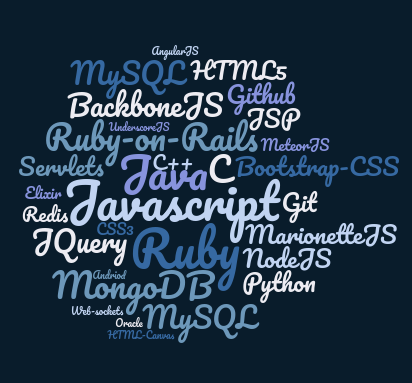 AngularJS
MySQL HTML5
BackboneJS Github
JSP
UnderscoreJS
Ruby-on-Rails MeteorJS
Servlets C++ Java C Bootstrap-CSS
Elixir Javascript Git
Redis
CSS3 MarionetteJS
JQuery Ruby NodeJS
Andriod
MongoDB Python
Web-sockets MySQL
Oracle
HTML-Canvas